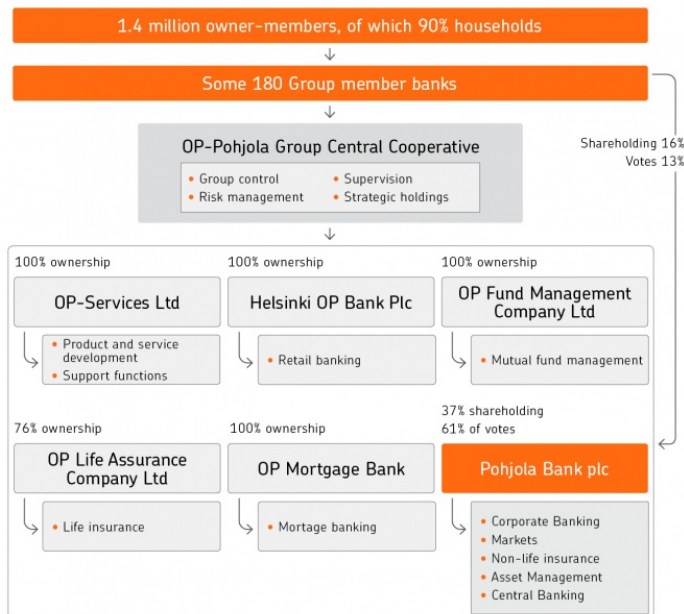 1.4 million owner-members, of which 90% households
Some 180 Group member banks
Shareholding 16%
Votes 13%
OP-Pohjola Group Central Cooperative
• Group control
• Supervision
• Risk management
• Strategic holdings
100% ownership
OP-Services Ltd
• Product and service
development
• Support functions
100% ownership
Helsinki OP Bank Plc
• Retail banking
100% ownership
OP Fund Management
Company Ltd
• Mutual fund management
76% ownership
OP Life Assurance
Company Ltd
• Life insurance
100% ownership
OP Mortgage Bank
• Mortage banking
37% shareholding
61% of votes
Pohjola Bank plc
• Corporate Banking
• Markets
• Non-life insurance
• Asset Management
• Central Banking